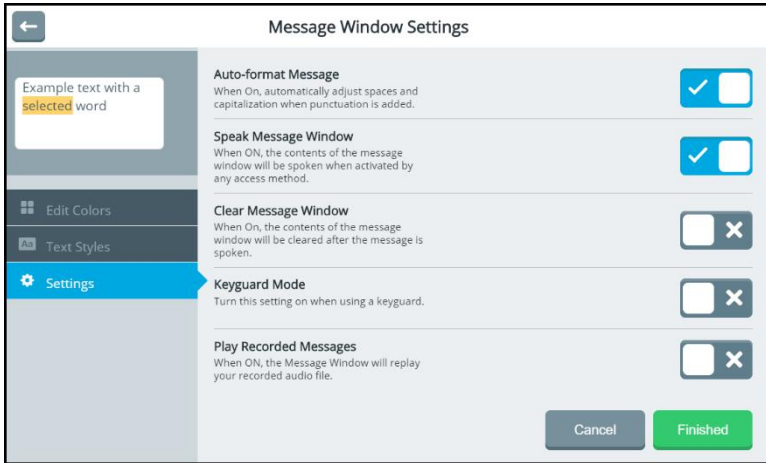 Message Window Settings
Example text with a
selected word
Edit Colors
Aa Text Styles
Settings
Auto-format Message
When On, automatically adjust spaces and
capitalization when punctuation is added.
Speak Message Window
When ON, the contents of the message
window will be spoken when activated by
any access method.
Clear Message Window
When On, the contents of the message
window will be cleared after the message is
spoken.
Keyguard Mode
Turn this setting on when using a keyguard.
Play Recorded Messages
When ON, the Message Window will replay
your recorded audio file.
Cancel
Finished